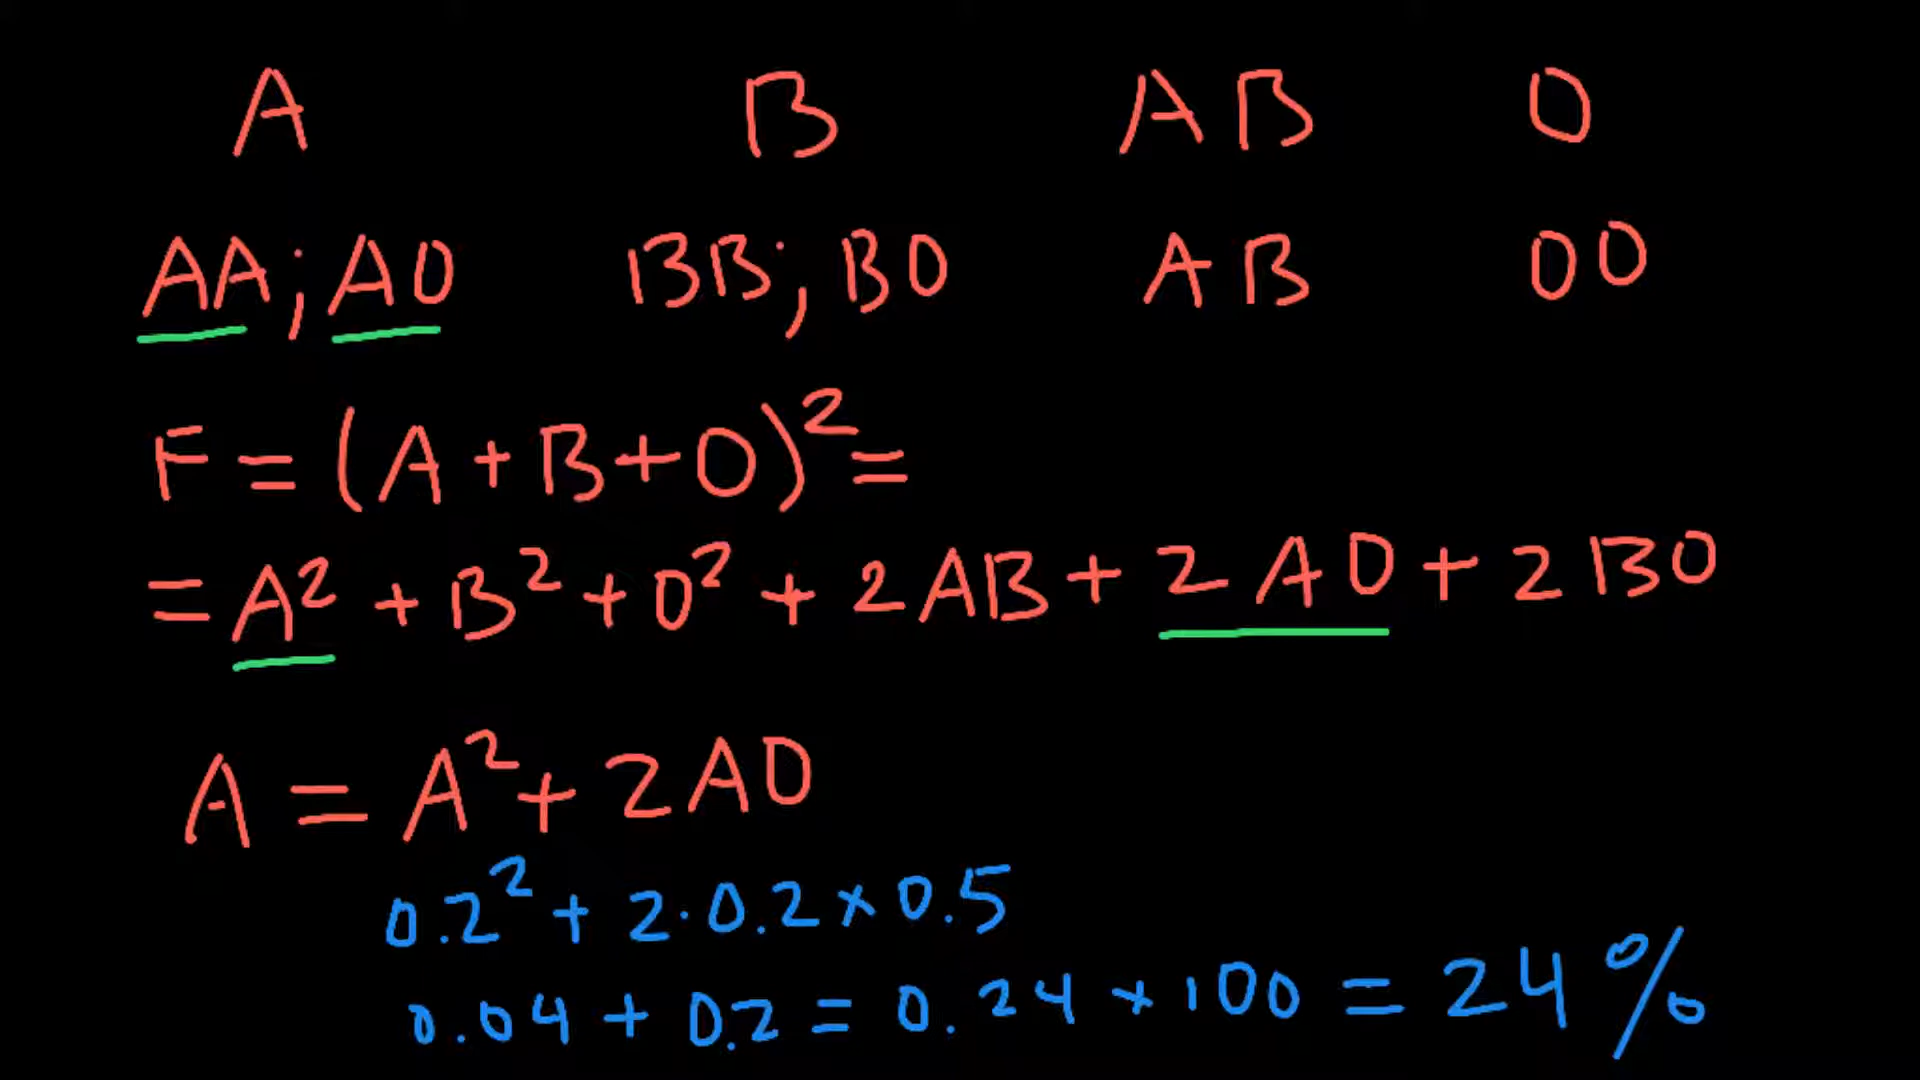 A B AB O
AA; AO BB; BO AB OO
F = (A + B + O)² =
= A² + B² + O² + 2AB + 2AO + 2BO
A = A² + 2AO
0.2² + 2·0.2 × 0.5
0.04 + 0.2 = 0.24 × 100 = 24%